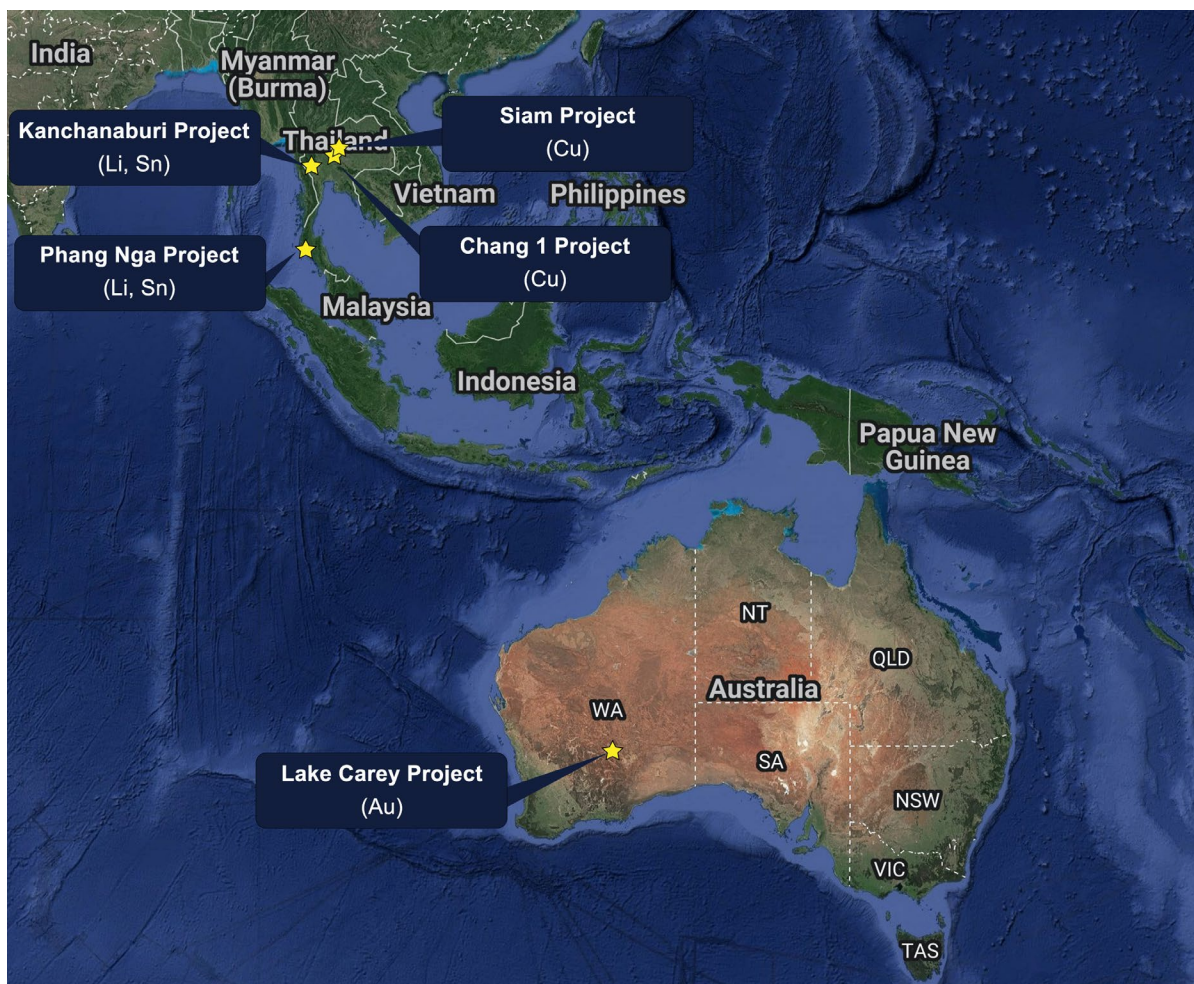 India
Myanmar
(Burma)
Kanchanaburi Project
(Li, Sn)
Siam Project
(Cu)
Thailand
Vietnam
Philippines
Phang Nga Project
(Li, Sn)
Chang 1 Project
(Cu)
Malaysia
Indonesia
Papua New
Guinea
NT
QLD
Australia
WA
Lake Carey Project
(Au)
SA
NSW
VIC
TAS